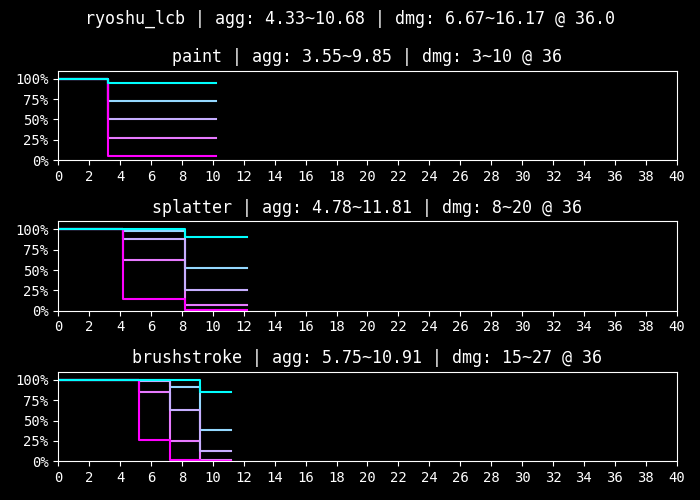 ryoshu_lcb | agg: 4.33~10.68 | dmg: 6.67~16.17 @ 36.0
paint | agg: 3.55~9.85 | dmg: 3~10 @ 36
100%
75%
50%
25%
0%
0 2 4 6 8 10 12 14 16 18 20 22 24 26 28 30 32 34 36 38 40
splatter | agg: 4.78~11.81 | dmg: 8~20 @ 36
100%
75%
50%
25%
0%
0 2 4 6 8 10 12 14 16 18 20 22 24 26 28 30 32 34 36 38 40
brushstroke | agg: 5.75~10.91 | dmg: 15~27 @ 36
100%
75%
50%
25%
0%
0 2 4 6 8 10 12 14 16 18 20 22 24 26 28 30 32 34 36 38 40